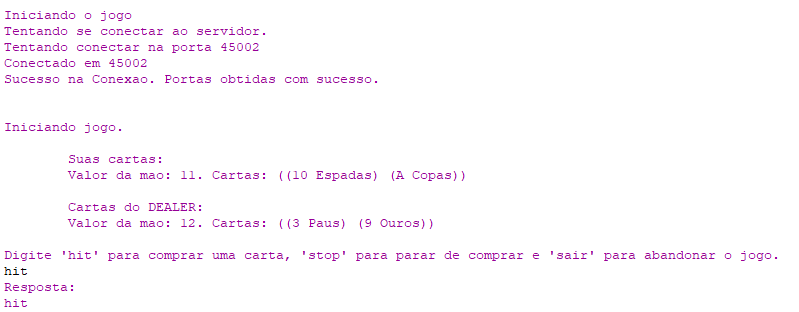 Iniciando o jogo
Tentando se conectar ao servidor.
Tentando conectar na porta 45002
Conectado em 45002
Sucesso na Conexao. Portas obtidas com sucesso.
Iniciando jogo.
Suas cartas:
Valor da mao: 11. Cartas: ((10 Espadas) (A Copas))
Cartas do DEALER:
Valor da mao: 12. Cartas: ((3 Paus) (9 Ouros))
Digite 'hit' para comprar uma carta, 'stop' para parar de comprar e 'sair' para abandonar o jogo.
hit
Resposta:
hit